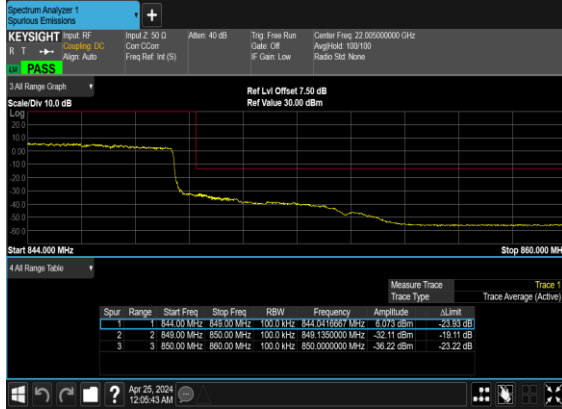 Spectrum Analyzer 1
Spurious Emissions
KEYSIGHT
R T
PASS
Input: RF
Coupling: DC
Align: Auto
Input Z: 50 Ω
Corr CCorr
Freq Ref: Int (S)
Atten: 40 dB
Trig: Free Run
Gate: Off
IF Gain: Low
Center Freq: 22.005000000 GHz
Avg|Hold: 100/100
Radio Std: None
3 All Range Graph
Scale/Div 10.0 dB
Ref Lvl Offset 7.50 dB
Ref Value 30.00 dBm
Log
20.0
10.0
0.00
-10.0
-20.0
-30.0
-40.0
-50.0
-60.0
Start 844.000 MHz
Stop 860.000 MH
4 All Range Table
Measure Trace Trace 1
Trace Type Trace Average (Active)
Spur Range Start Freq Stop Freq RBW Frequency Amplitude ΔLimit
1 1 844.00 MHz 849.00 MHz 100.0 kHz 844.0416667 MHz 6.073 dBm -23.93 dB
2 2 849.00 MHz 850.00 MHz 100.0 kHz 849.1350000 MHz -32.11 dBm -19.11 dB
3 3 850.00 MHz 860.00 MHz 100.0 kHz 850.0000000 MHz -36.22 dBm -23.22 dB
?
Apr 25, 2024
12:05:43 AM